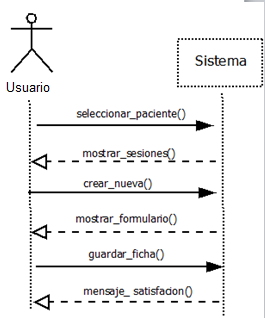 Sistema
Usuario
seleccionar_paciente()
mostrar_sesiones()
crear_nueva()
mostrar_formulario()
guardar_ficha()
mensaje_ satisfacion()